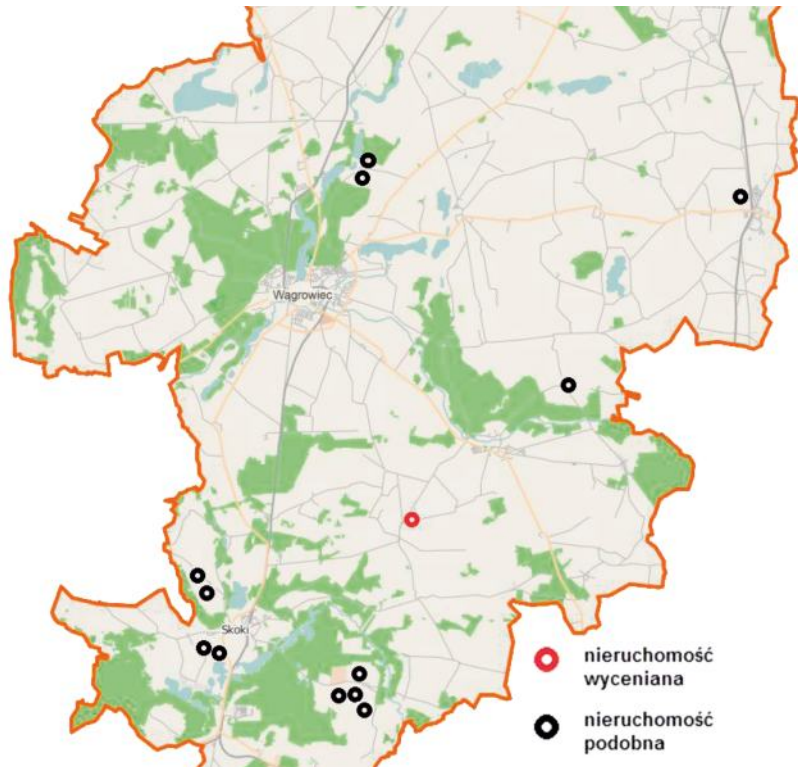 Wągrowiec
Skoki
nieruchomość
wyceniana
nieruchomość
podobna